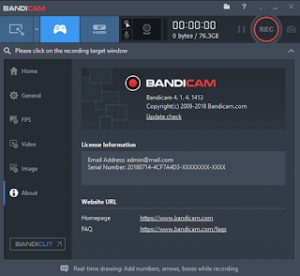 BANDICAM
00:00:00
0 bytes / 76.3GB
REC
Please click on the recording target window
Home
General
FPS
Video
Image
About
BANDICAM
Bandicam 4. 1. 4. 1413
Copyright(c) 2009-2018 Bandicam.com
Update check
License Information
Email Address: admin@mail.com
Serial Number: 20180714-4CF7A4D3-XXXXXXXX-XXXX
Website URL
Homepage https://www.bandicam.com
FAQ https://www.bandicam.com/faqs
BANDICUT
Real-time drawing: Add numbers, arrows, boxes while recording